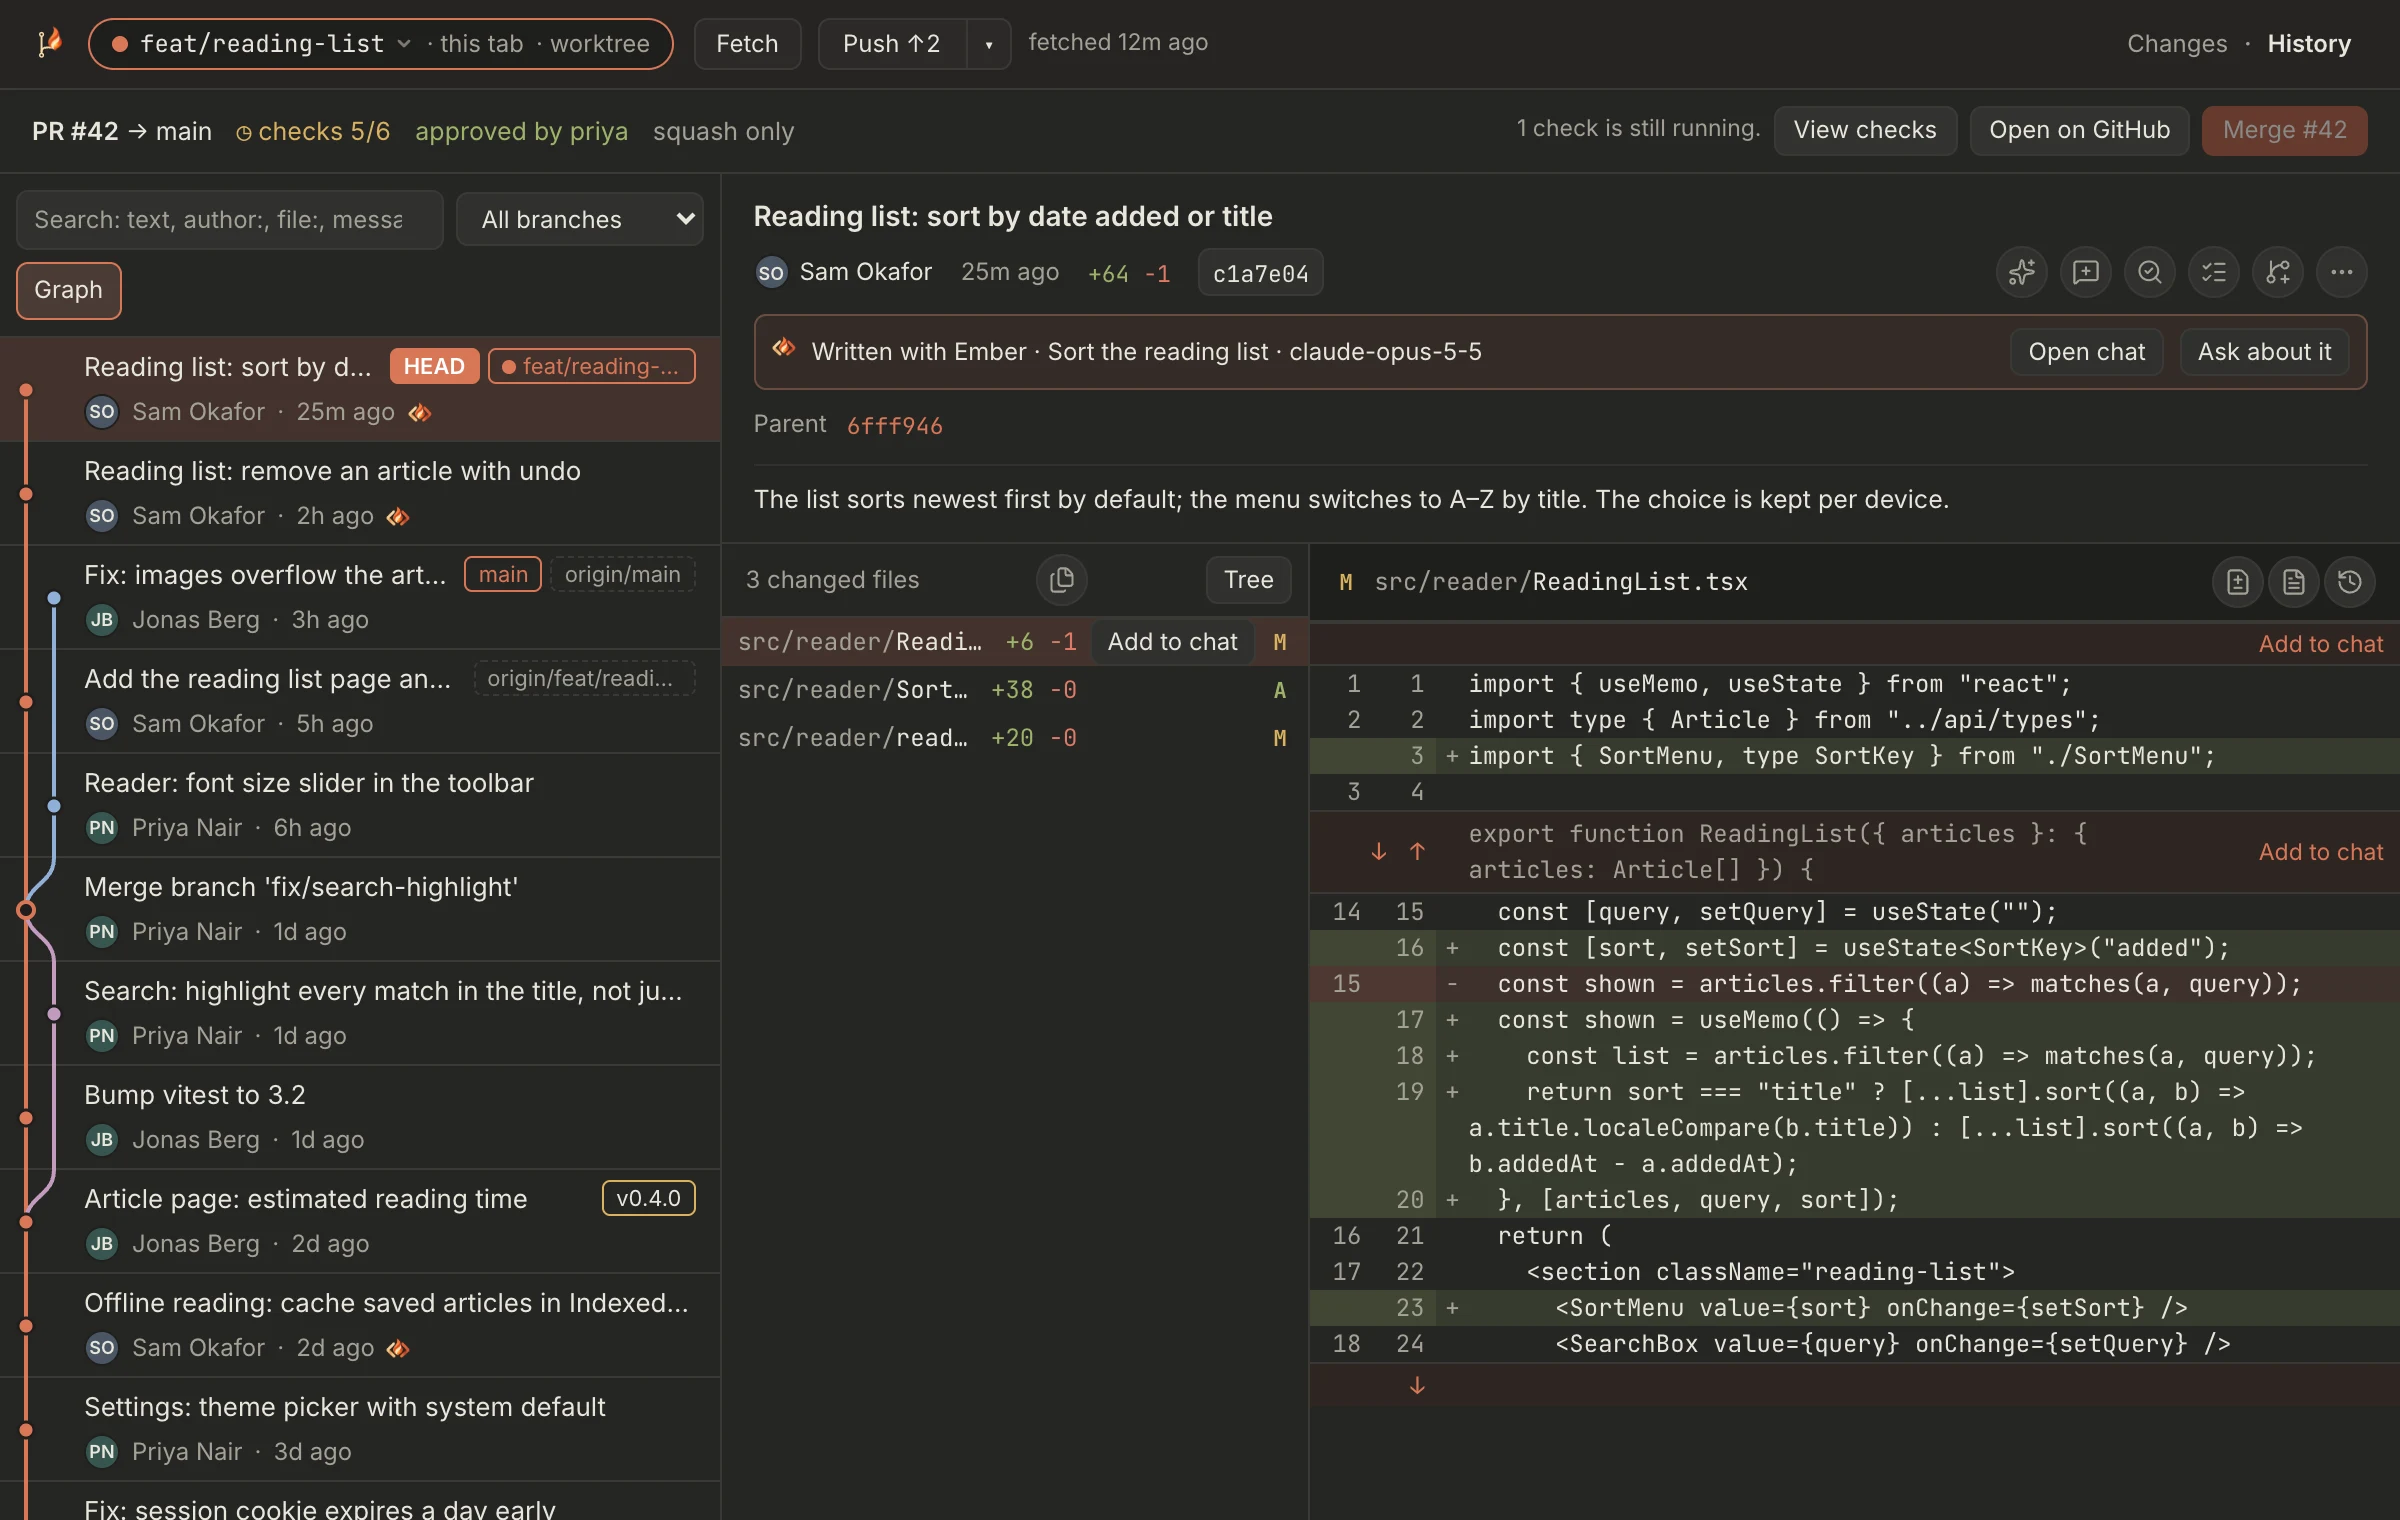 feat/reading-list · this tab · worktree Fetch Push ↑2 ▾ fetched 12m ago Changes · History
PR #42 → main checks 5/6 approved by priya squash only 1 check is still running. View checks Open on GitHub Merge #42
Search: text, author:, file:, messa All branches
Graph
Reading list: sort by d... HEAD feat/reading-...
SO Sam Okafor · 25m ago
Reading list: remove an article with undo
SO Sam Okafor · 2h ago
Fix: images overflow the art... main origin/main
JB Jonas Berg · 3h ago
Add the reading list page an... origin/feat/readi...
SO Sam Okafor · 5h ago
Reader: font size slider in the toolbar
PN Priya Nair · 6h ago
Merge branch 'fix/search-highlight'
PN Priya Nair · 1d ago
Search: highlight every match in the title, not ju...
PN Priya Nair · 1d ago
Bump vitest to 3.2
JB Jonas Berg · 1d ago
Article page: estimated reading time v0.4.0
JB Jonas Berg · 2d ago
Offline reading: cache saved articles in Indexed...
SO Sam Okafor · 2d ago
Settings: theme picker with system default
PN Priya Nair · 3d ago
Fix: session cookie expires a day early
Reading list: sort by date added or title
SO Sam Okafor 25m ago +64 -1 c1a7e04
Written with Ember · Sort the reading list · claude-opus-5-5 Open chat Ask about it
Parent 6fff946
The list sorts newest first by default; the menu switches to A–Z by title. The choice is kept per device.
3 changed files Tree
src/reader/Readi... +6 -1 Add to chat M
src/reader/Sort... +38 -0 A
src/reader/read... +20 -0 M
M src/reader/ReadingList.tsx
Add to chat
1 1 import { useMemo, useState } from "react";
2 2 import type { Article } from "../api/types";
3 + import { SortMenu, type SortKey } from "./SortMenu";
3 4
↓ ↑ export function ReadingList({ articles }: {
articles: Article[] }) {
Add to chat
14 15 const [query, setQuery] = useState("");
16 + const [sort, setSort] = useState<SortKey>("added");
15 - const shown = articles.filter((a) => matches(a, query));
17 + const shown = useMemo(() => {
18 + const list = articles.filter((a) => matches(a, query));
19 + return sort === "title" ? [...list].sort((a, b) =>
a.title.localeCompare(b.title)) : [...list].sort((a, b) =>
b.addedAt - a.addedAt);
20 + }, [articles, query, sort]);
16 21 return (
17 22 <section className="reading-list">
23 + <SortMenu value={sort} onChange={setSort} />
18 24 <SearchBox value={query} onChange={setQuery} />
↓